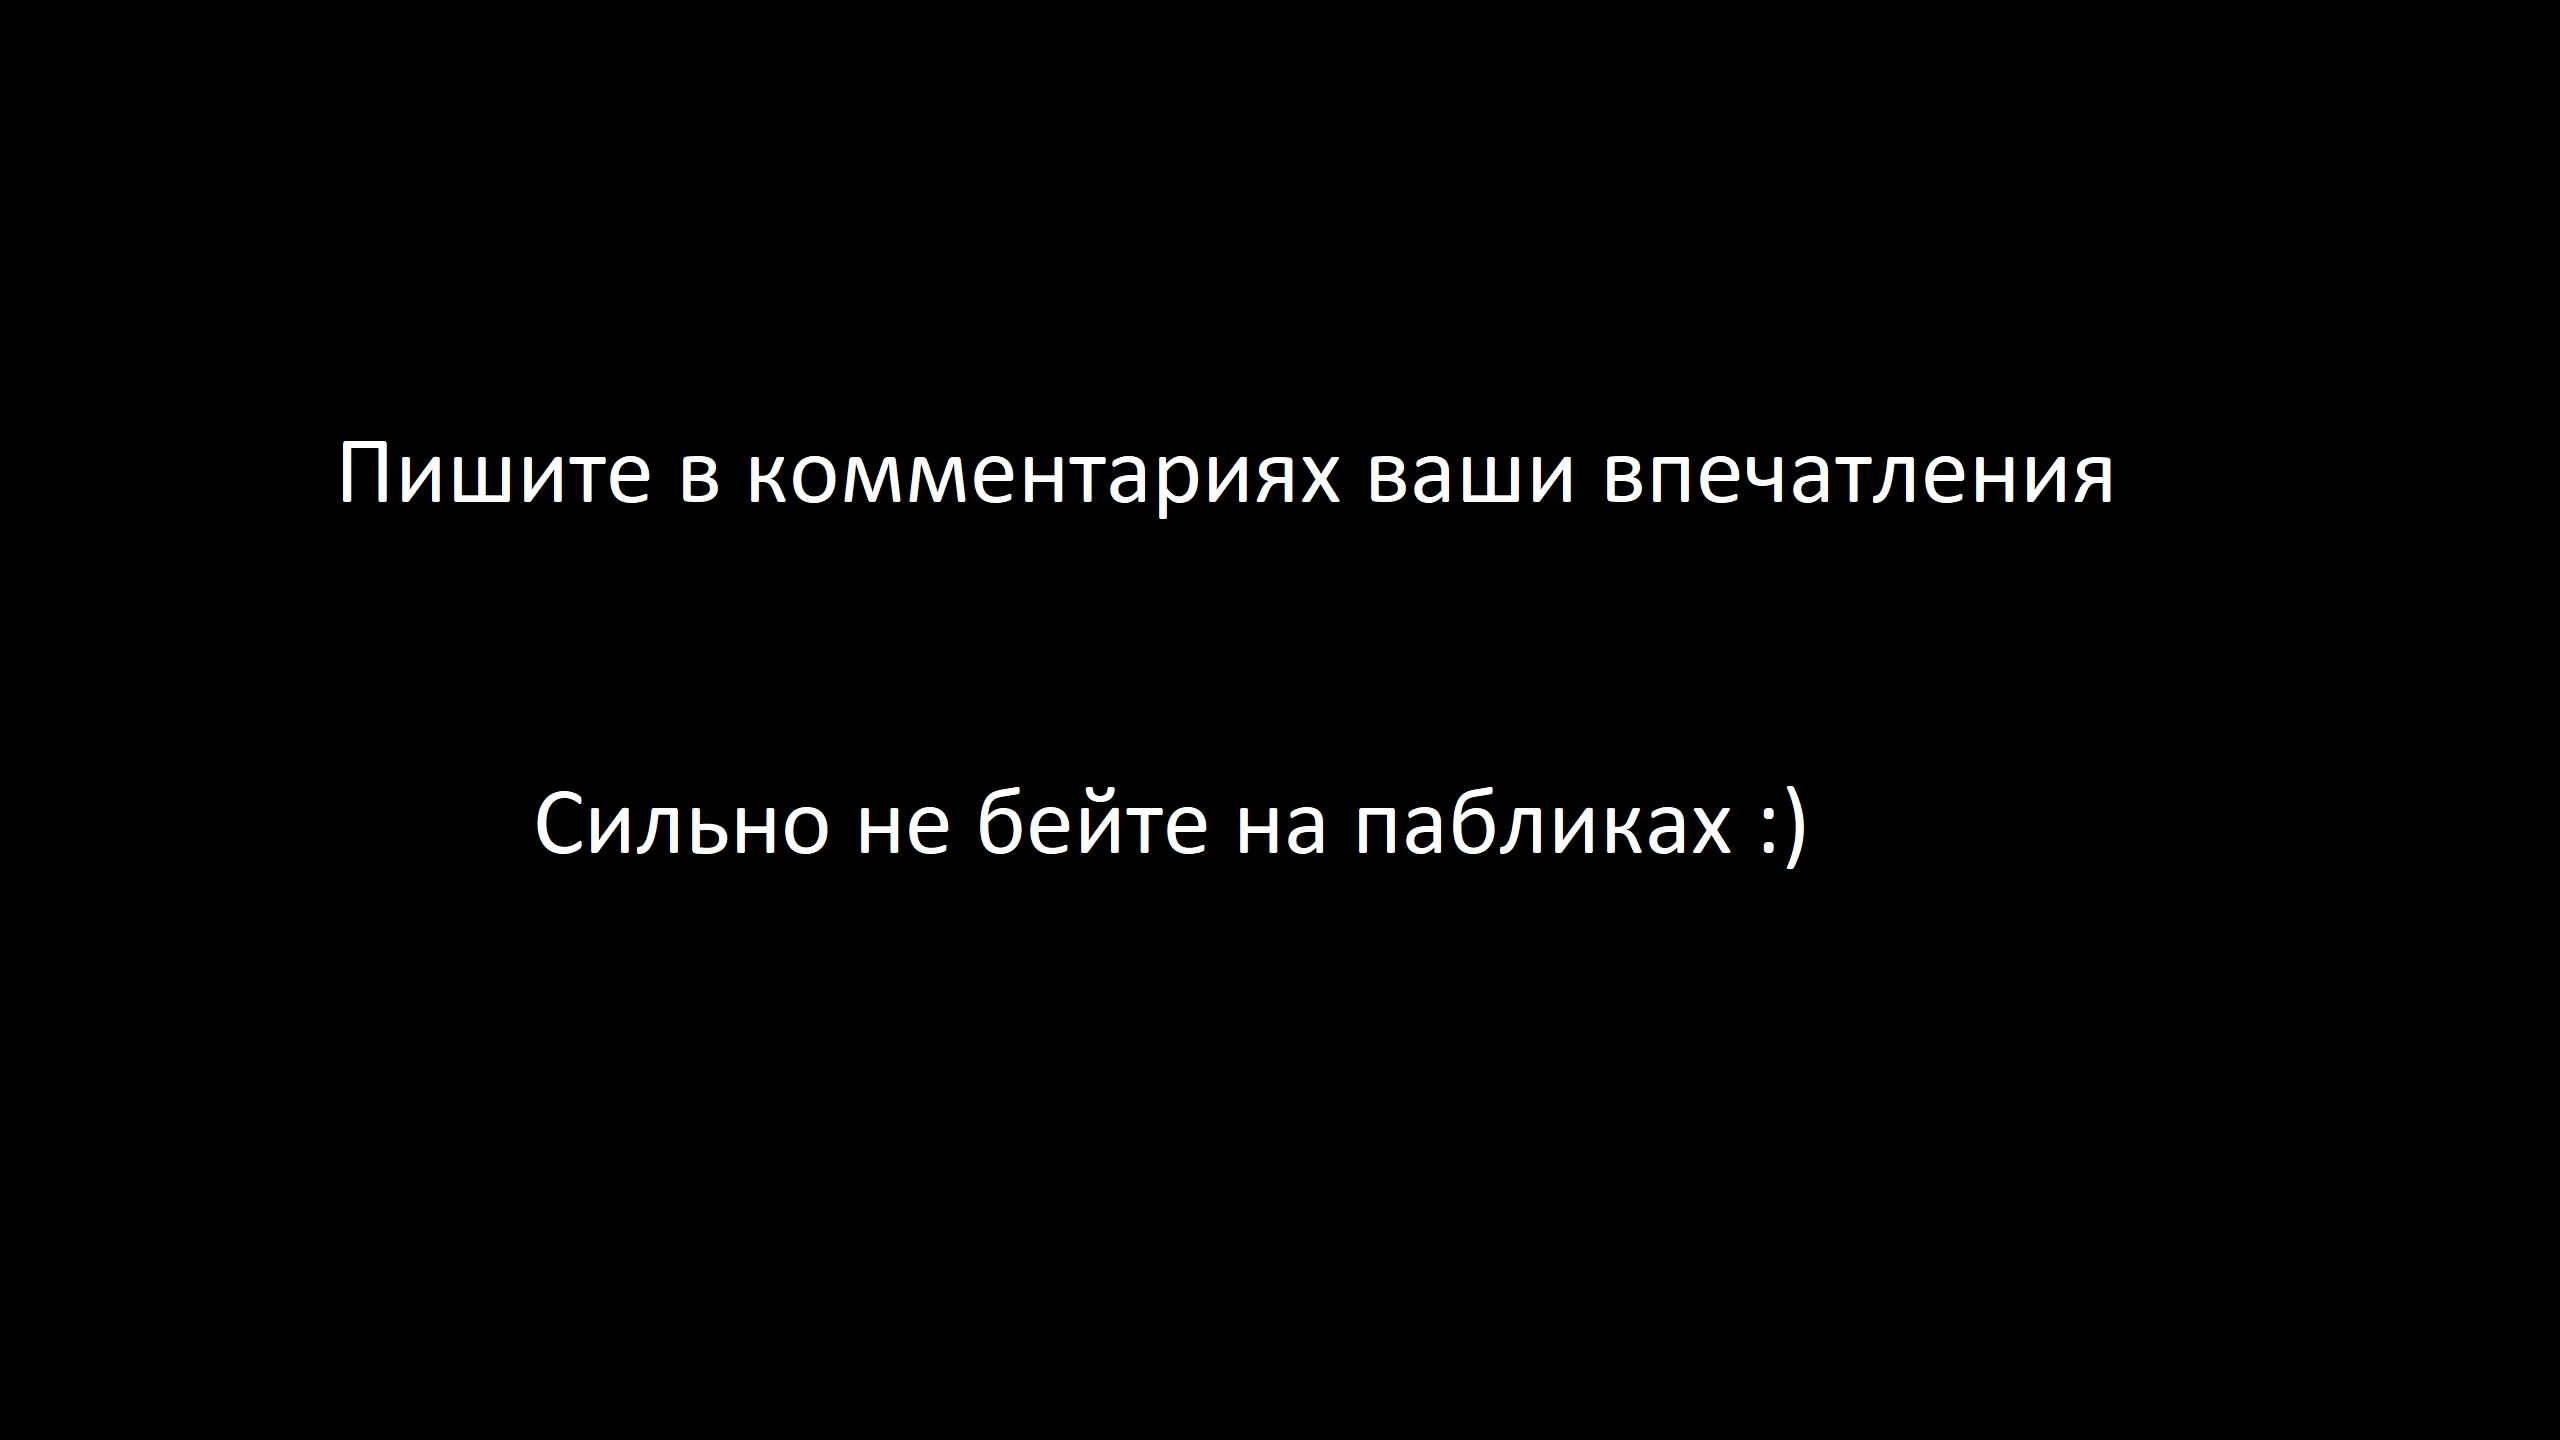 Пишите в комментариях ваши впечатления
Сильно не бейте на пабликах :)